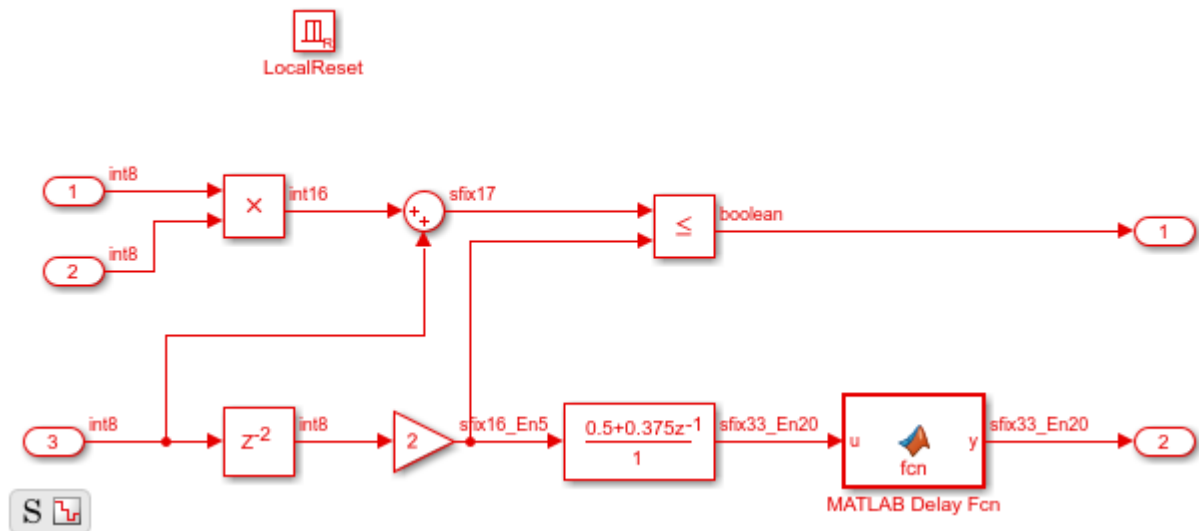 R
LocalReset
1
int8
×
int16
+
+
sfix17
≤
boolean
1
2
int8
3
int8
Z-2
int8
2
sfix16_En5
0.5+0.375z-1
1
sfix33_En20
u
fcn
y
sfix33_En20
2
MATLAB Delay Fcn
S